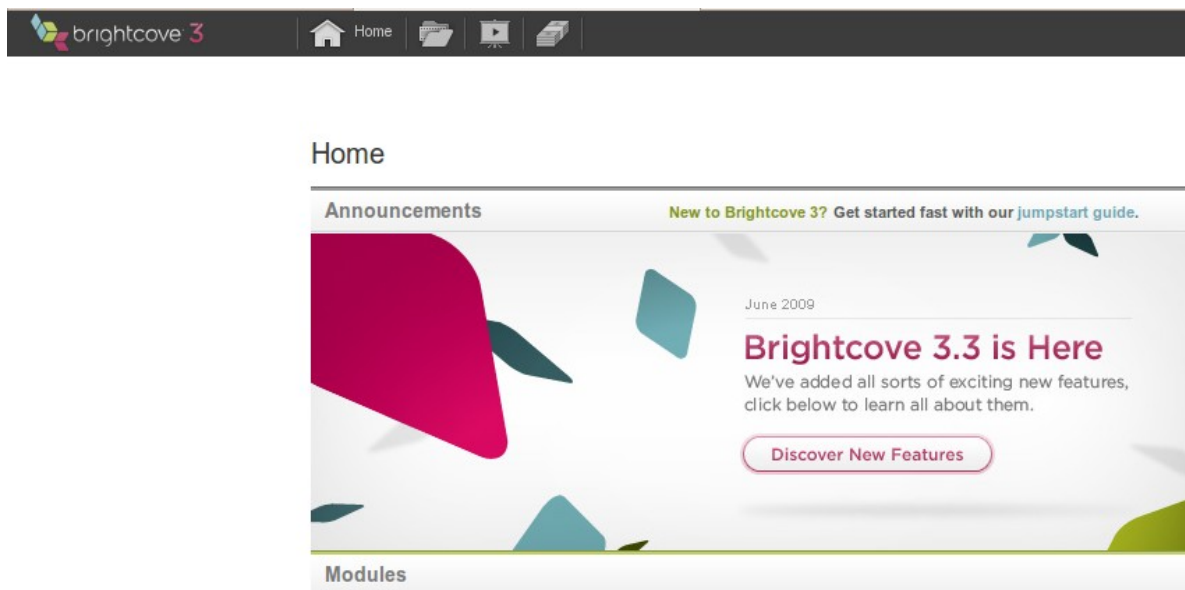 brightcove 3
Home
Home
Announcements
New to Brightcove 3? Get started fast with our jumpstart guide.
June 2009
Brightcove 3.3 is Here
We've added all sorts of exciting new features,
click below to learn all about them.
Discover New Features
Modules